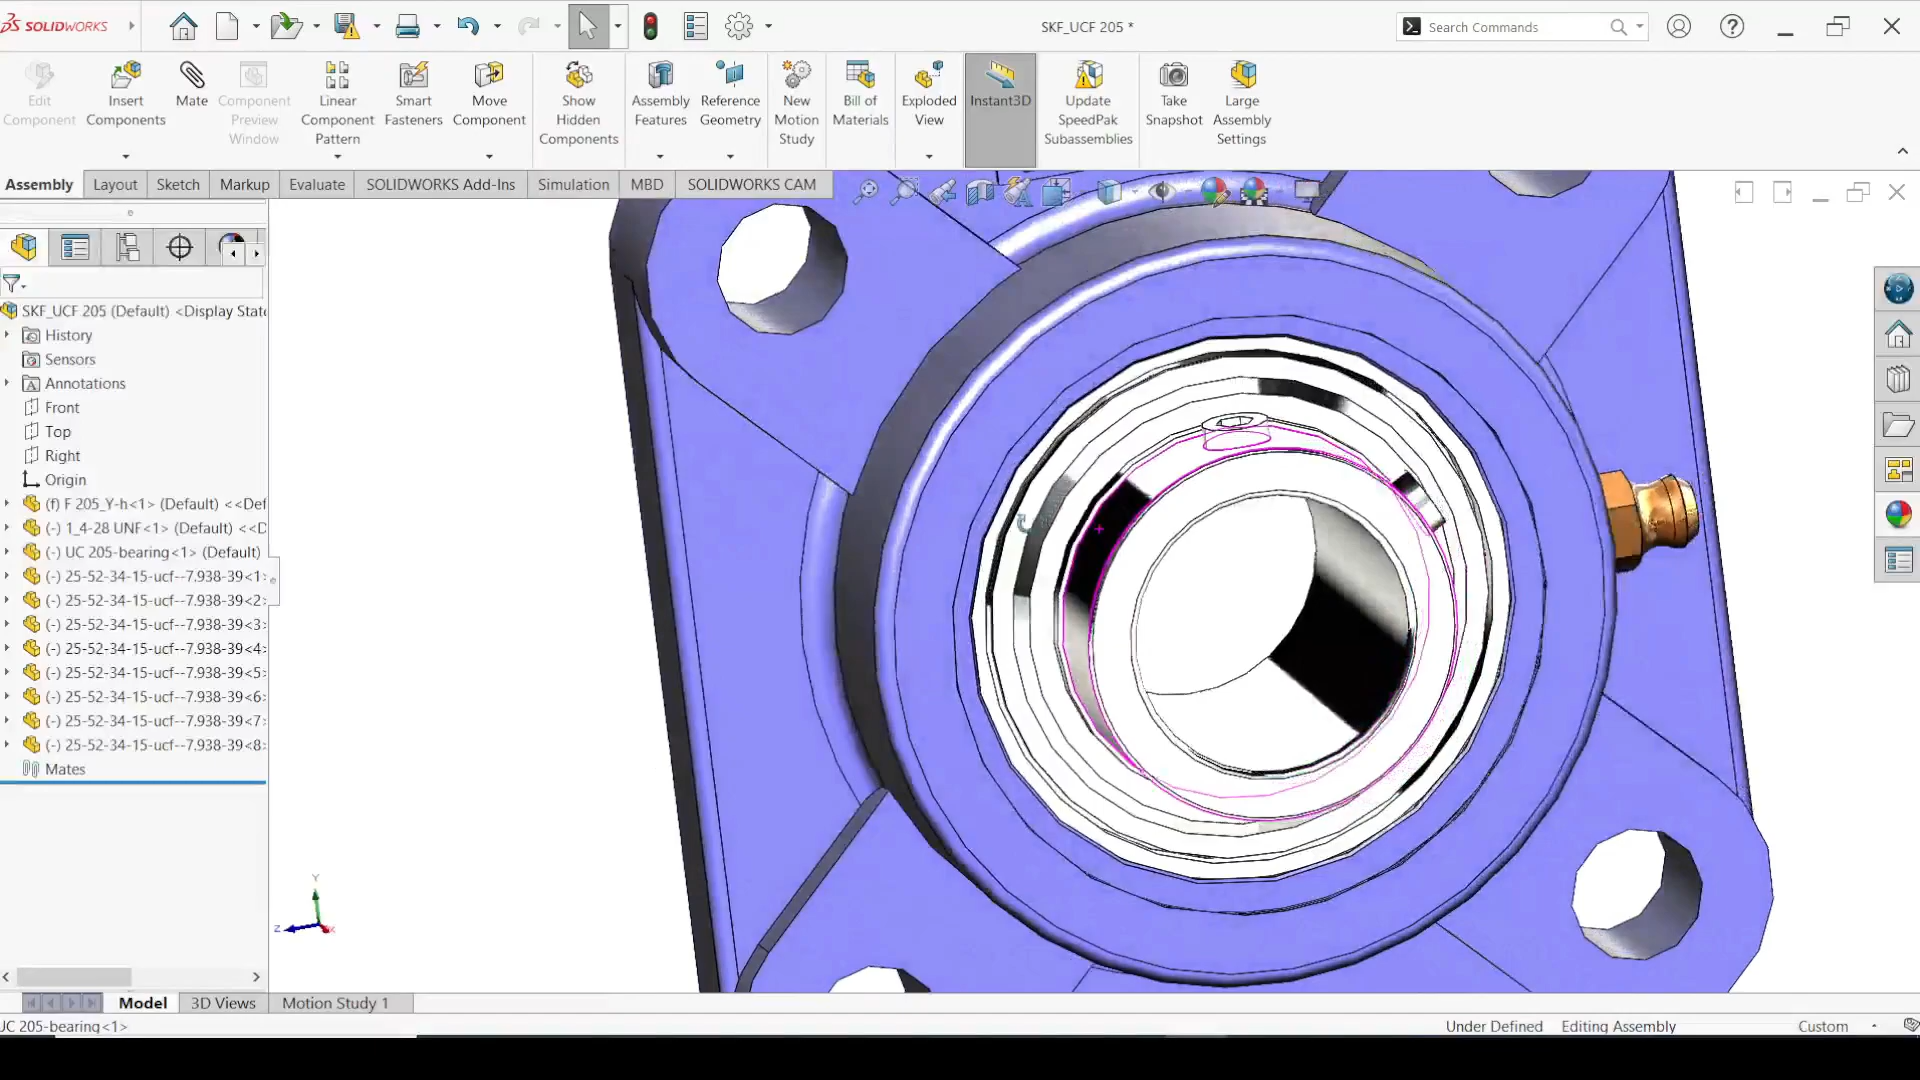 SOLIDWORKS
SKF_UCF 205 *
Search Commands
Edit Component
Insert Components
Mate
Component Preview Window
Linear Component Pattern
Smart Fasteners
Move Component
Show Hidden Components
Assembly Features
Reference Geometry
New Motion Study
Bill of Materials
Exploded View
Instant3D
Update SpeedPak Subassemblies
Take Snapshot
Large Assembly Settings
Assembly
Layout
Sketch
Markup
Evaluate
SOLIDWORKS Add-Ins
Simulation
MBD
SOLIDWORKS CAM
SKF_UCF 205 (Default) <Display State
History
Sensors
Annotations
Front
Top
Right
Origin
(f) F 205_Y-h<1> (Default) <<Def
(-) 1_4-28 UNF<1> (Default) <<D
(-) UC 205-bearing<1> (Default)
(-) 25-52-34-15-ucf--7.938-39<1>
(-) 25-52-34-15-ucf--7.938-39<2>
(-) 25-52-34-15-ucf--7.938-39<3>
(-) 25-52-34-15-ucf--7.938-39<4>
(-) 25-52-34-15-ucf--7.938-39<5>
(-) 25-52-34-15-ucf--7.938-39<6>
(-) 25-52-34-15-ucf--7.938-39<7>
(-) 25-52-34-15-ucf--7.938-39<8>
Mates
Y
Z
X
Model
3D Views
Motion Study 1
UC 205-bearing<1>
Under Defined
Editing Assembly
Custom